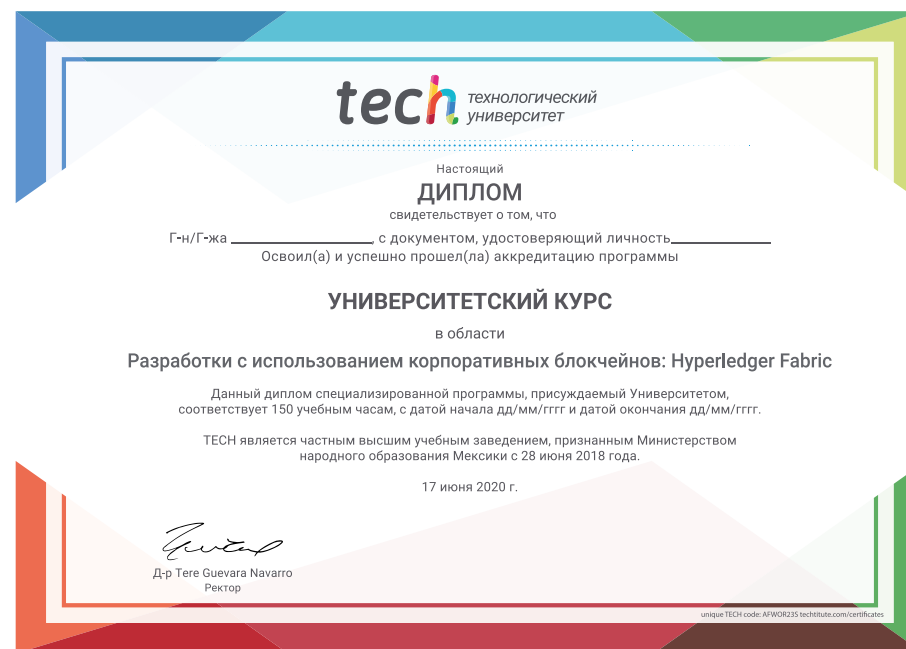 tech технологический
университет
Настоящий
ДИПЛОМ
свидетельствует о том, что
Г-н/Г-жа ____________________, с документом, удостоверяющий личность______________
Освоил(а) и успешно прошел(ла) аккредитацию программы
УНИВЕРСИТЕТСКИЙ КУРС
в области
Разработки с использованием корпоративных блокчейнов: Hyperledger Fabric
Данный диплом специализированной программы, присуждаемый Университетом,
соответствует 150 учебным часам, с датой начала дд/мм/гггг и датой окончания дд/мм/гггг.
TECH является частным высшим учебным заведением, признанным Министерством
народного образования Мексики с 28 июня 2018 года.
17 июня 2020 г.
Д-р Tere Guevara Navarro
Ректор
unique TECH code: AFWOR23S techtitute.com/certificates